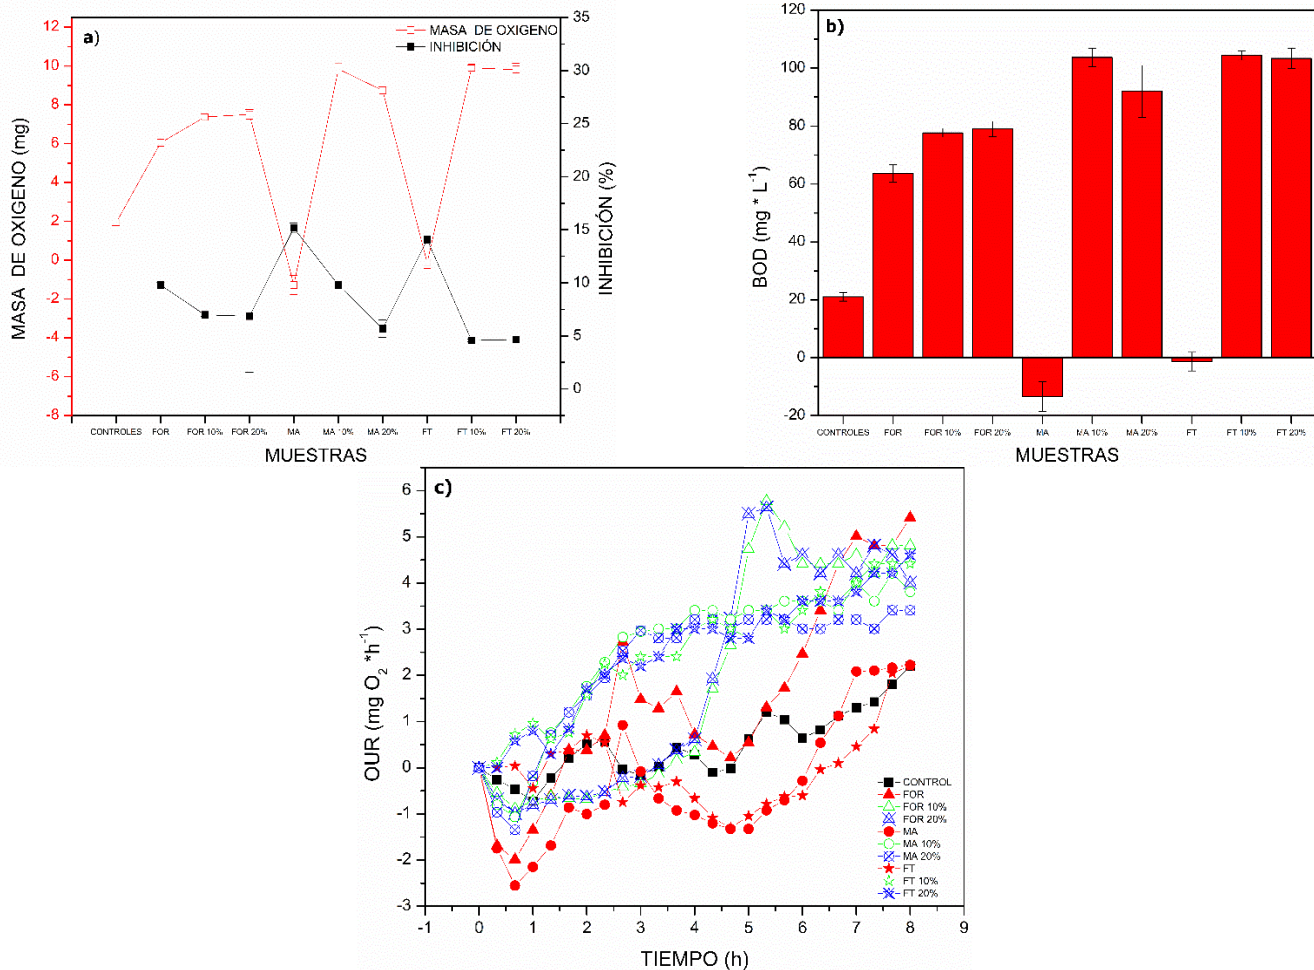 a)
MASA DE OXIGENO
INHIBICIÓN
12
10
8
6
4
2
0
-2
-4
-6
-8
MASA DE OXIGENO (mg)
35
30
25
20
15
10
5
0
INHIBICIÓN (%)
CONTROLES FOR FOR 10% FOR 20% MA MA 10% MA 20% FT FT 10% FT 20%
MUESTRAS
b)
120
100
80
60
40
20
0
-20
BOD (mg * L⁻¹)
CONTROLES FOR FOR 10% FOR 20% MA MA 10% MA 20% FT FT 10% FT 20%
MUESTRAS
c)
6
5
4
3
2
1
0
-1
-2
-3
OUR (mg O₂ *h⁻¹)
CONTROL
FOR
FOR 10%
FOR 20%
MA
MA 10%
MA 20%
FT
FT 10%
FT 20%
-1 0 1 2 3 4 5 6 7 8 9
TIEMPO (h)